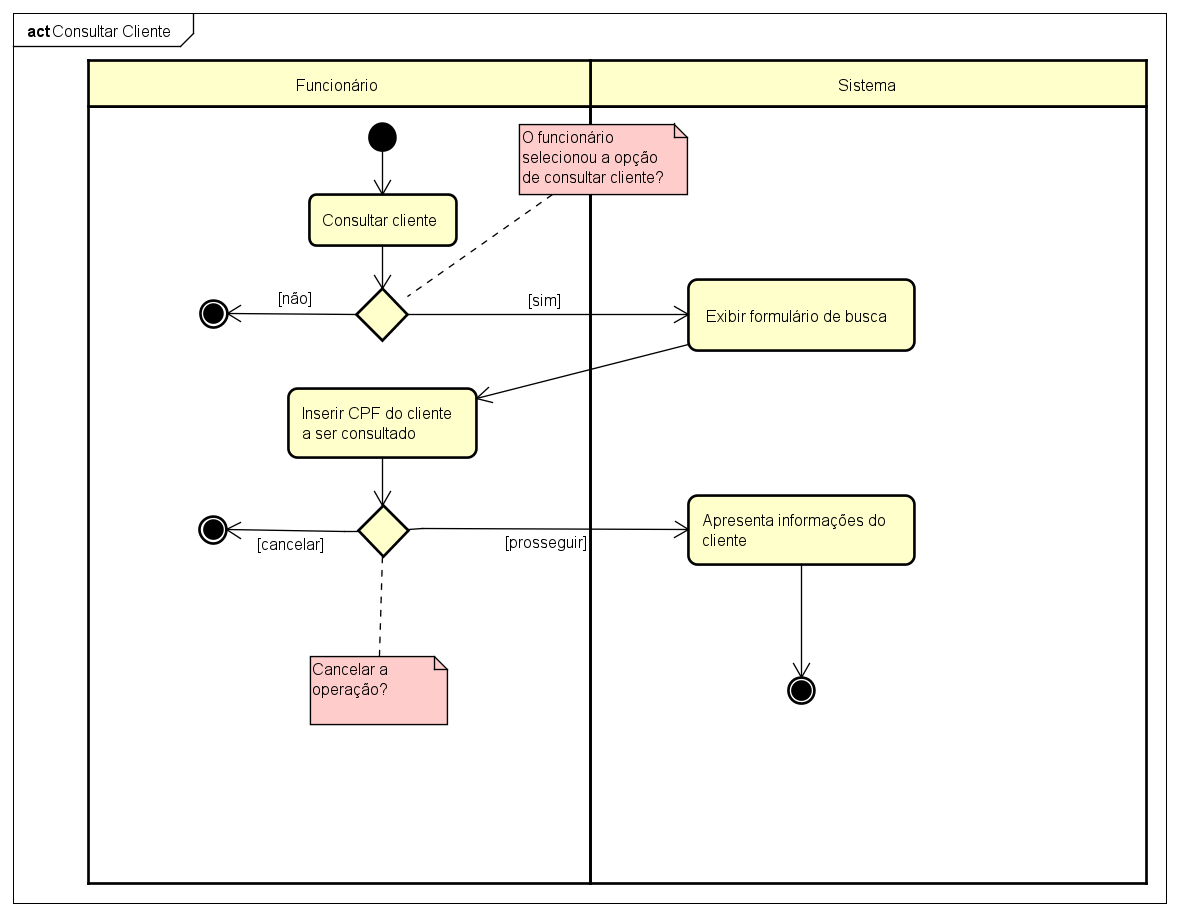 act Consultar Cliente
Funcionário
Sistema
O funcionário
selecionou a opção
de consultar cliente?
Consultar cliente
[não]
[sim]
Exibir formulário de busca
Inserir CPF do cliente
a ser consultado
Apresenta informações do
cliente
[cancelar]
[prosseguir]
Cancelar a
operação?